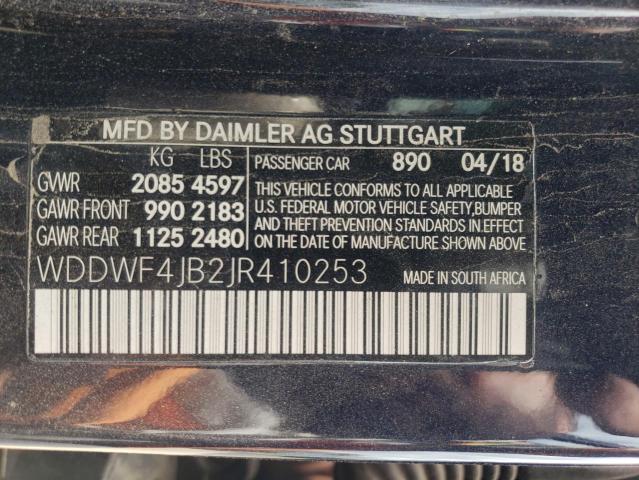 MFD BY DAIMLER AG STUTTGART
KG LBS
GVWR 2085 4597
GAWR FRONT 990 2183
GAWR REAR 1125 2480
PASSENGER CAR 890 04/18
THIS VEHICLE CONFORMS TO ALL APPLICABLE
U.S. FEDERAL MOTOR VEHICLE SAFETY,BUMPER
AND THEFT PREVENTION STANDARDS IN EFFECT
ON THE DATE OF MANUFACTURE SHOWN ABOVE
WDDWF4JB2JR410253
MADE IN SOUTH AFRICA